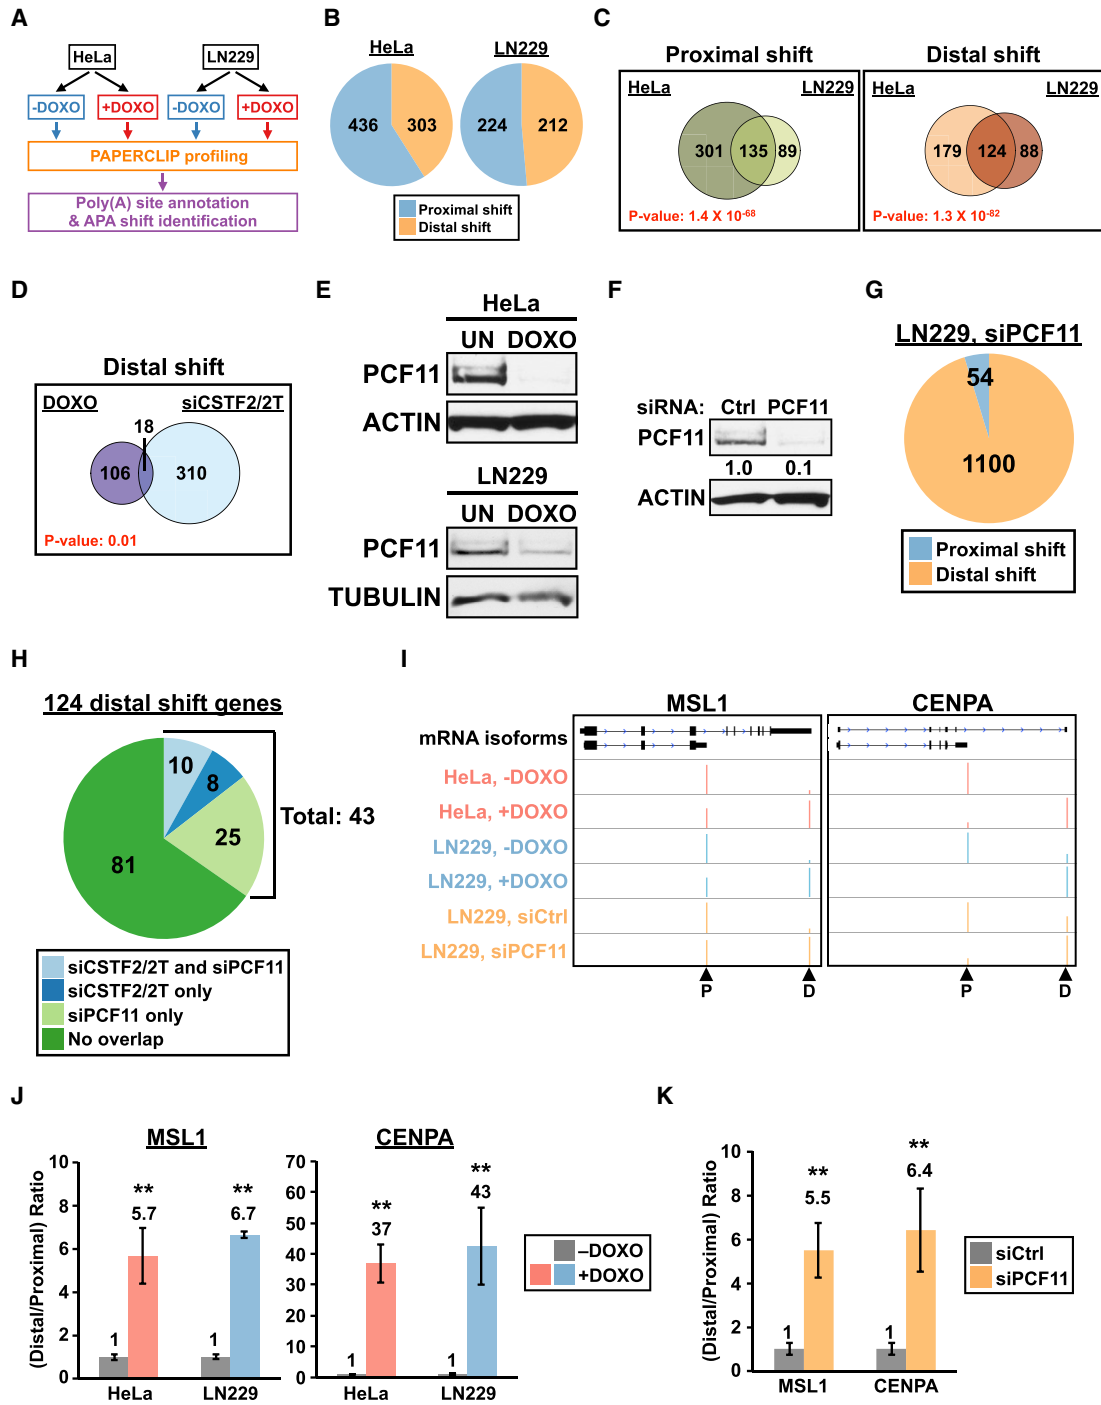 A
HeLa
LN229
-DOXO
+DOXO
-DOXO
+DOXO
PAPERCLIP profiling
Poly(A) site annotation
& APA shift identification
B
HeLa
LN229
436
303
224
212
Proximal shift
Distal shift
C
Proximal shift
HeLa
LN229
301
135
89
P-value: 1.4 X 10-68
Distal shift
HeLa
LN229
179
124
88
P-value: 1.3 X 10-82
D
Distal shift
DOXO
siCSTF2/2T
18
106
310
P-value: 0.01
E
HeLa
UN DOXO
PCF11
ACTIN
LN229
UN DOXO
PCF11
TUBULIN
F
siRNA: Ctrl PCF11
PCF11
1.0 0.1
ACTIN
G
LN229, siPCF11
54
1100
Proximal shift
Distal shift
H
124 distal shift genes
10
8
25
81
Total: 43
siCSTF2/2T and siPCF11
siCSTF2/2T only
siPCF11 only
No overlap
I
MSL1
CENPA
mRNA isoforms
HeLa, -DOXO
HeLa, +DOXO
LN229, -DOXO
LN229, +DOXO
LN229, siCtrl
LN229, siPCF11
P
D
P
D
J
MSL1
(Distal/Proximal) Ratio
10
8
6
4
2
0
1
**
5.7
1
**
6.7
HeLa
LN229
CENPA
70
60
50
40
30
20
10
0
1
**
37
1
**
43
HeLa
LN229
–DOXO
+DOXO
K
(Distal/Proximal) Ratio
10
8
6
4
2
0
1
**
5.5
1
**
6.4
MSL1
CENPA
siCtrl
siPCF11